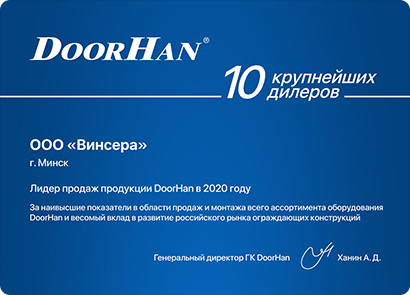 DOORHAN®
10 крупнейших
дилеров
ООО «Винсера»
г. Минск
Лидер продаж продукции DoorHan в 2020 году
За наивысшие показатели в области продаж и монтажа всего ассортимента оборудования
DoorHan и весомый вклад в развитие российского рынка ограждающих конструкций
Генеральный директор ГК DoorHan Ханин А. Д.